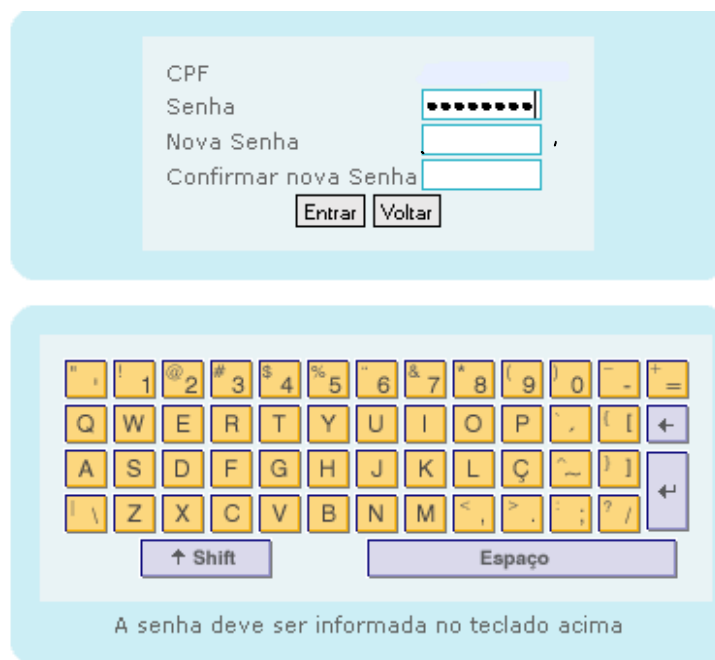 CPF
Senha ••••••••
Nova Senha
Confirmar nova Senha
Entrar Voltar
" ' ! 1 @ 2 # 3 $ 4 % 5 ¨ 6 & 7 * 8 ( 9 ) 0 _ - + =
Q W E R T Y U I O P ` ´ { [ ←
A S D F G H J K L Ç ^ ~ } ] ↵
| \ Z X C V B N M < , > . : ; ? /
↑ Shift Espaço
A senha deve ser informada no teclado acima